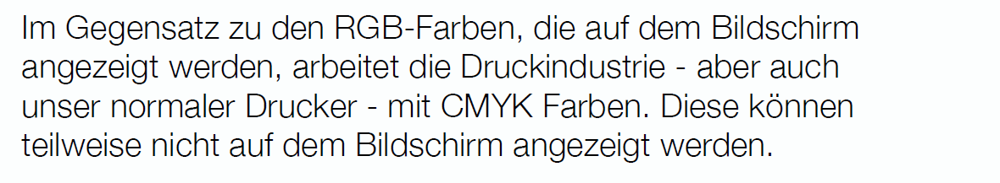 Im Gegensatz zu den RGB-Farben, die auf dem Bildschirm
angezeigt werden, arbeitet die Druckindustrie - aber auch
unser normaler Drucker - mit CMYK Farben. Diese können
teilweise nicht auf dem Bildschirm angezeigt werden.